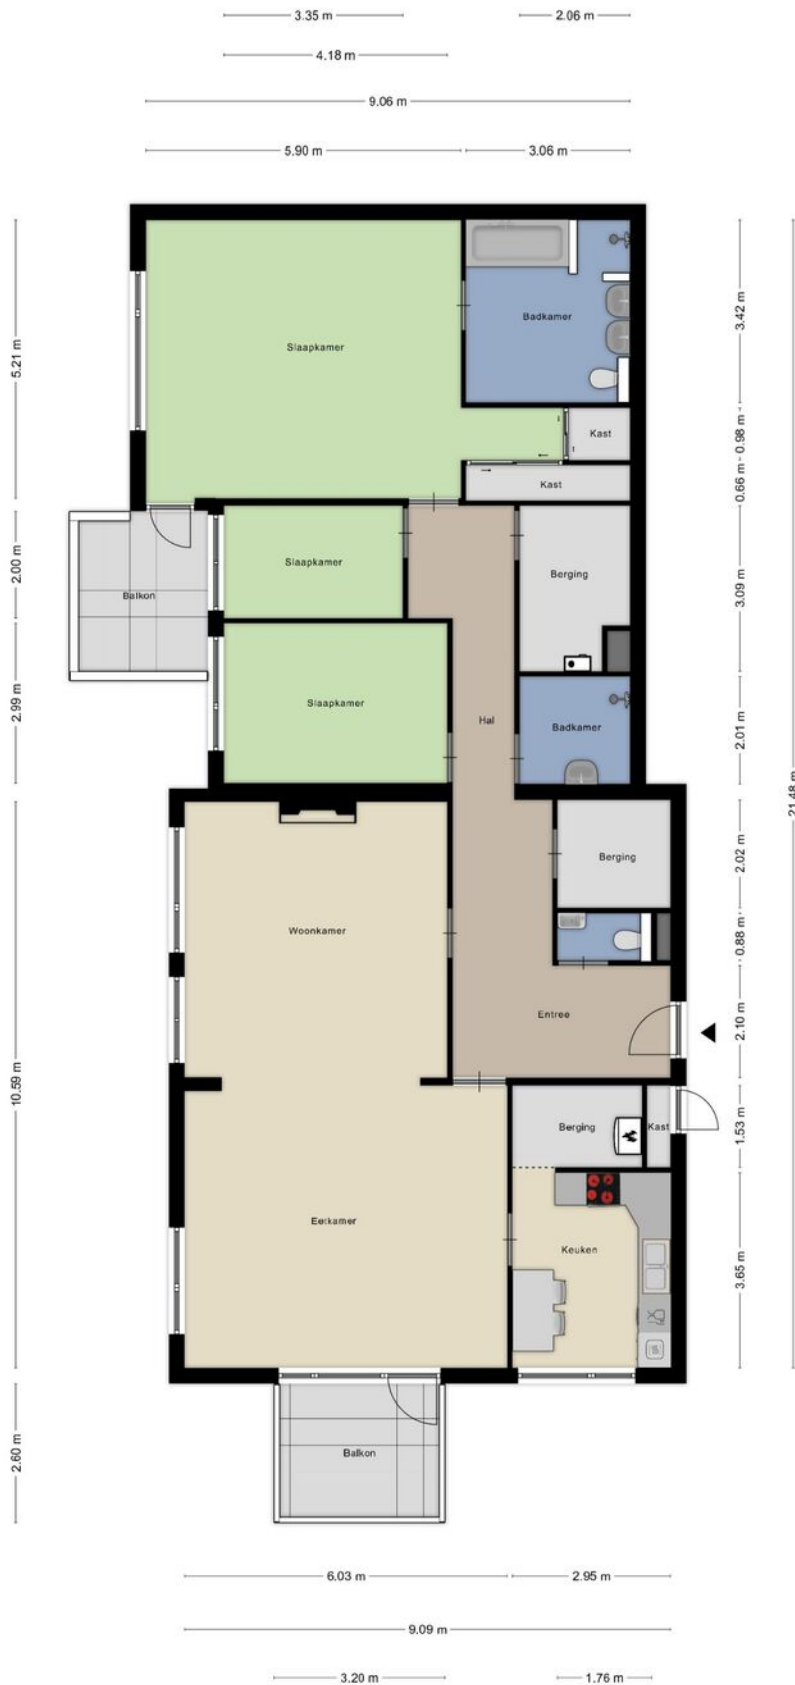 3.35 m
2.06 m
4.18 m
9.06 m
5.90 m
3.06 m
5.21 m
2.00 m
2.99 m
10.59 m
2.60 m
Slaapkamer
Badkamer
Kast
Kast
Slaapkamer
Berging
Balkon
Slaapkamer
Hal
Badkamer
Berging
Woonkamer
Entree
Berging
Kast
Eetkamer
Keuken
Balkon
3.42 m
0.98 m
0.66 m
3.09 m
2.01 m
2.02 m
0.88 m
2.10 m
1.53 m
3.65 m
21.48 m
6.03 m
2.95 m
9.09 m
3.20 m
1.76 m